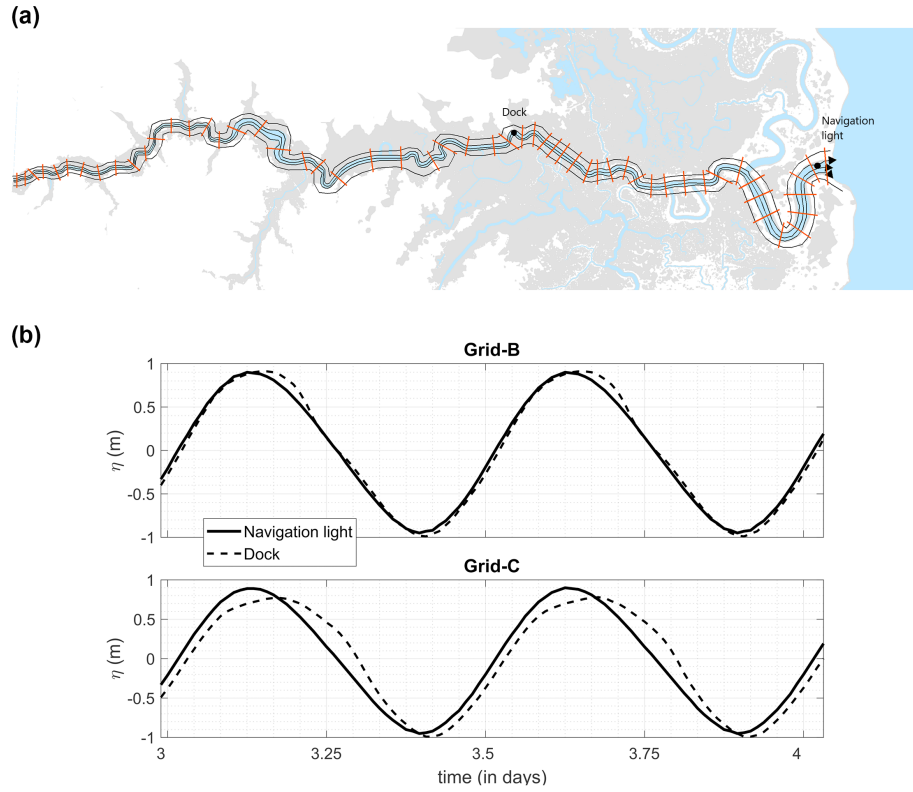 (a)
Dock
Navigation
light
(b)
Grid-B
1
0.5
0
-0.5
-1
η (m)
Navigation light
Dock
Grid-C
1
0.5
0
-0.5
-1
η (m)
3
3.25
3.5
3.75
4
time (in days)